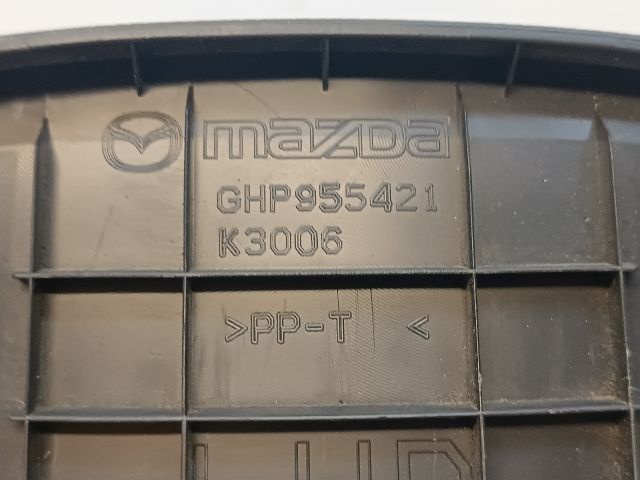 mazda
GHP955421
K3006
>PP-T <